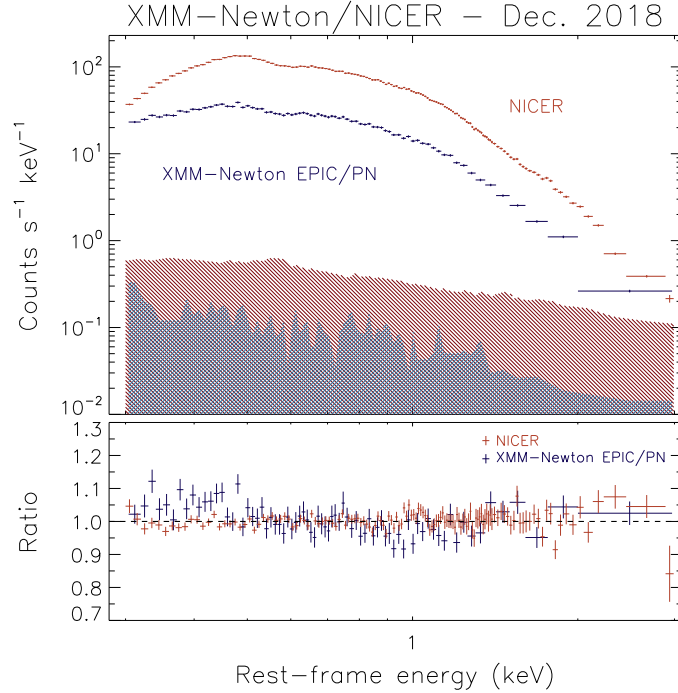 XMM-Newton/NICER - Dec. 2018
Counts s⁻¹ keV⁻¹
10²
10¹
10⁰
10⁻¹
10⁻²
NICER
XMM-Newton EPIC/PN
Ratio
1.3
1.2
1.1
1.0
0.9
0.8
0.7
NICER
XMM-Newton EPIC/PN
1
Rest-frame energy (keV)